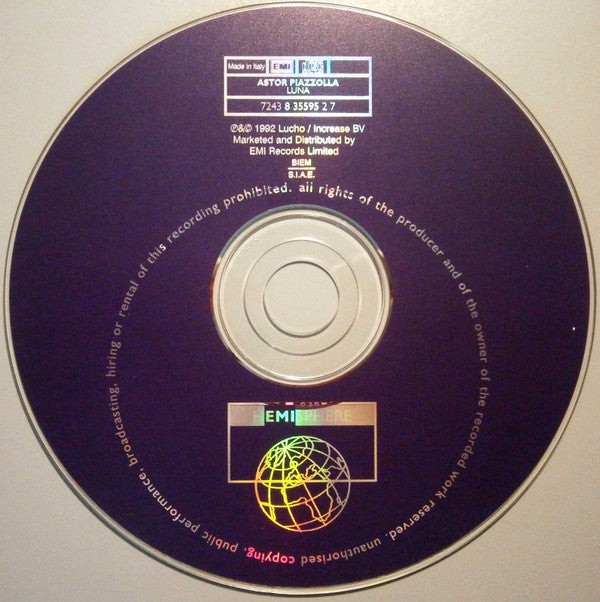 Made in Italy EMI
ASTOR PIAZZOLLA
LUNA
7243 8 35595 2 7
℗&© 1992 Lucho / Increase BV
Marketed and Distributed by
EMI Records Limited
BIEM
S.I.A.E.
all rights of the producer and of the owner of the recorded work reserved. unauthorised copying, public performance, broadcasting, hiring or rental of this recording prohibited.
HEMISPHERE